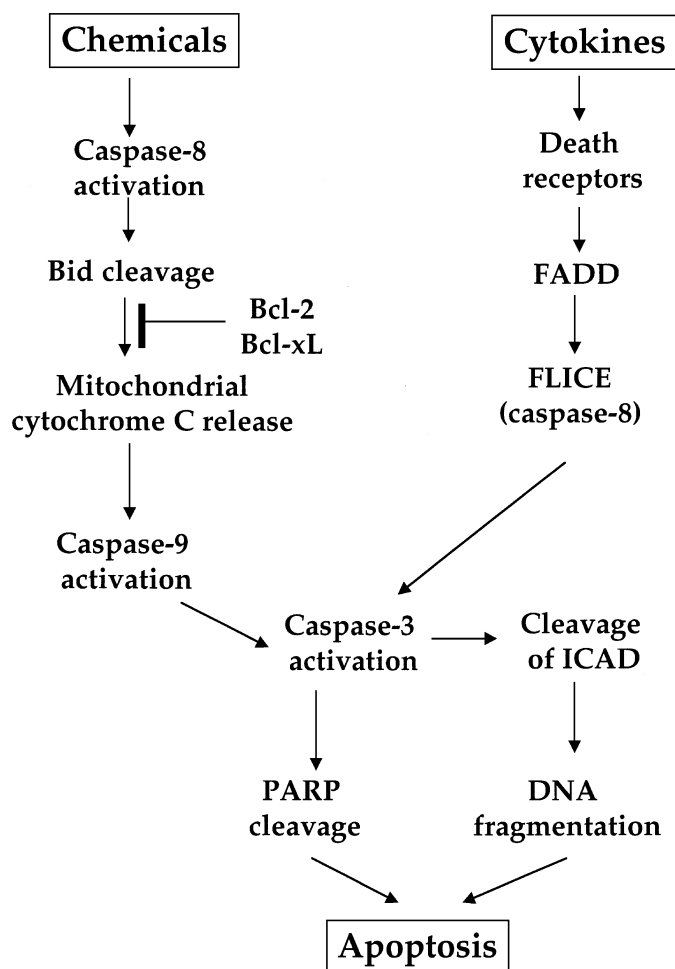 Chemicals
Cytokines
Caspase-8
activation
Death
receptors
Bid cleavage
FADD
Bcl-2
Bcl-xL
Mitochondrial
cytochrome C release
FLICE
(caspase-8)
Caspase-9
activation
Caspase-3
activation
Cleavage
of ICAD
PARP
cleavage
DNA
fragmentation
Apoptosis